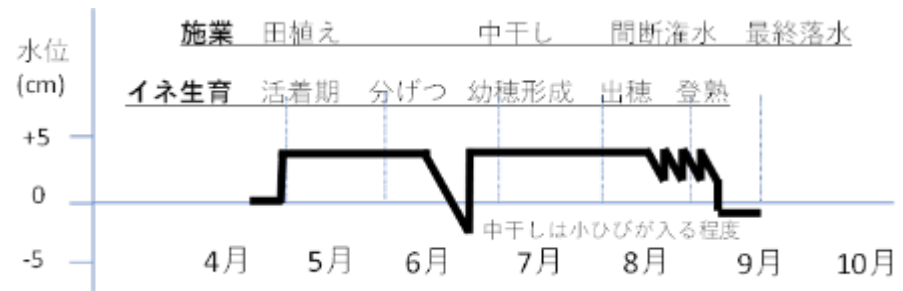 施業 田植え 中干し 間断潅水 最終落水
水位
(cm)
イネ生育 活着期 分げつ 幼穂形成 出穂 登熟
+5
0
中干しは小ひびが入る程度
-5
4月 5月 6月 7月 8月 9月 10月